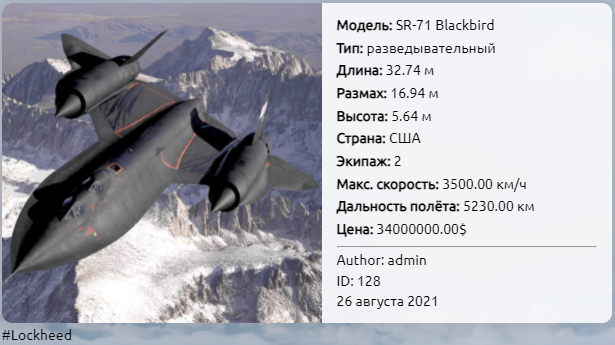 Модель: SR-71 Blackbird
Тип: разведывательный
Длина: 32.74 м
Размах: 16.94 м
Высота: 5.64 м
Страна: США
Экипаж: 2
Макс. скорость: 3500.00 км/ч
Дальность полёта: 5230.00 км
Цена: 34000000.00$
Author: admin
ID: 128
26 августа 2021
#Lockheed